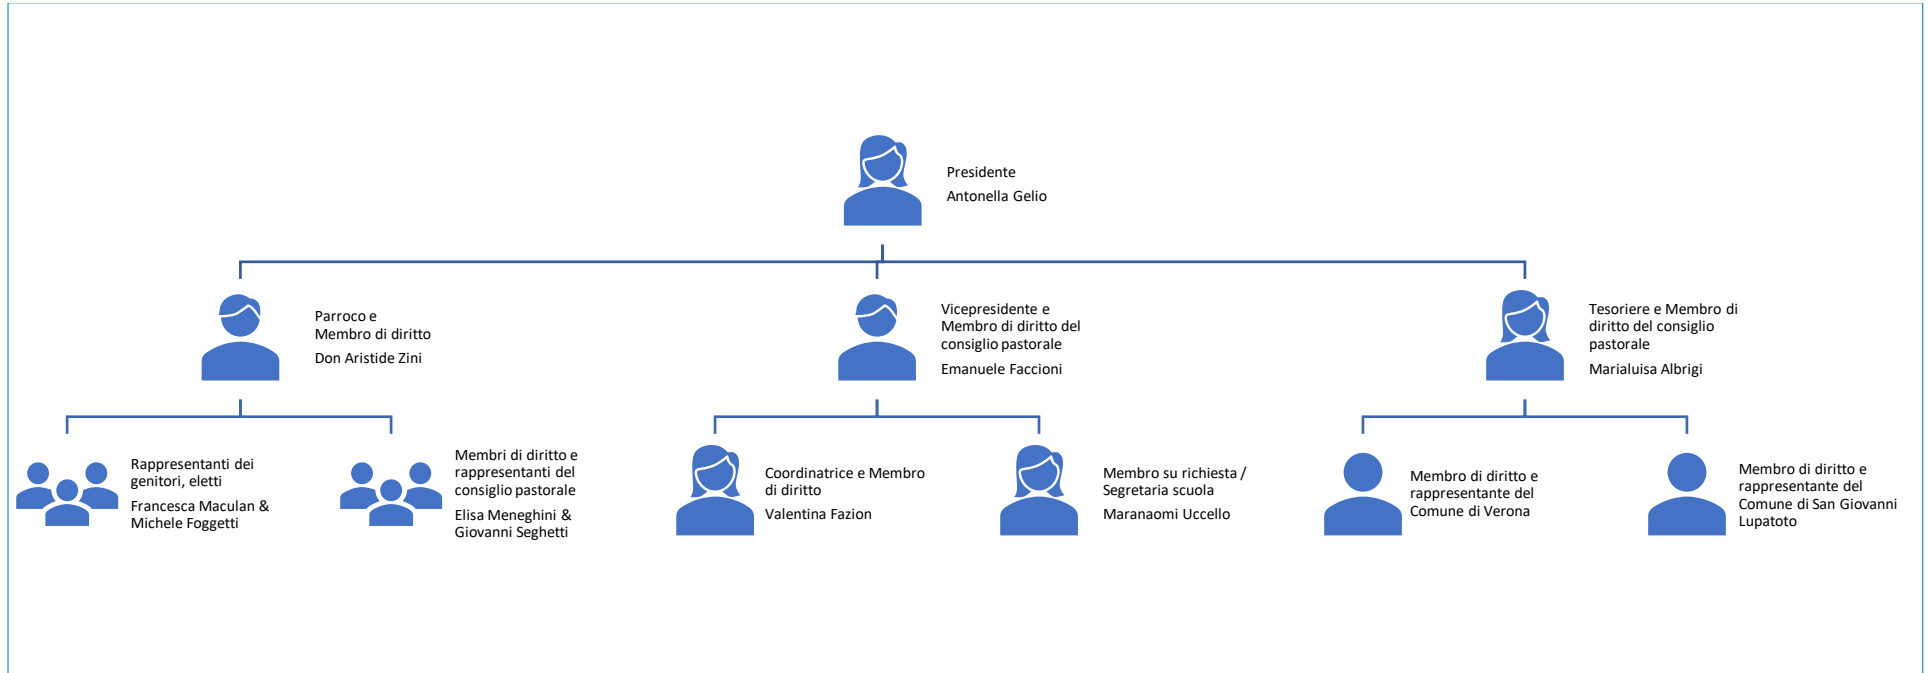 Presidente
Antonella Gelio
Parroco e
Membro di diritto
Don Aristide Zini
Vicepresidente e
Membro di diritto del
consiglio pastorale
Emanuele Faccioni
Tesoriere e Membro di
diritto del consiglio
pastorale
Marialuisa Albrigi
Rappresentanti dei
genitori, eletti
Francesca Maculan &
Michele Foggetti
Membri di diritto e
rappresentanti del
consiglio pastorale
Elisa Meneghini &
Giovanni Seghetti
Coordinatrice e Membro
di diritto
Valentina Fazion
Membro su richiesta /
Segretaria scuola
Maranaomi Uccello
Membro di diritto e
rappresentante del
Comune di Verona
Membro di diritto e
rappresentante del
Comune di San Giovanni
Lupatoto